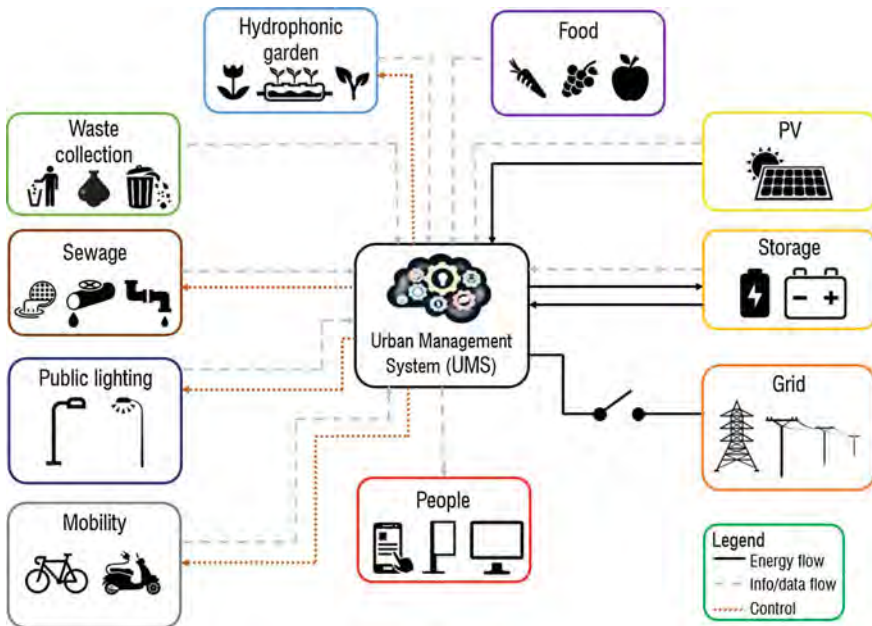 Hydrophonic
garden
Food
Waste
collection
PV
Sewage
Storage
Urban Management
System (UMS)
Public lighting
Grid
People
Mobility
Legend
Energy flow
Info/data flow
Control